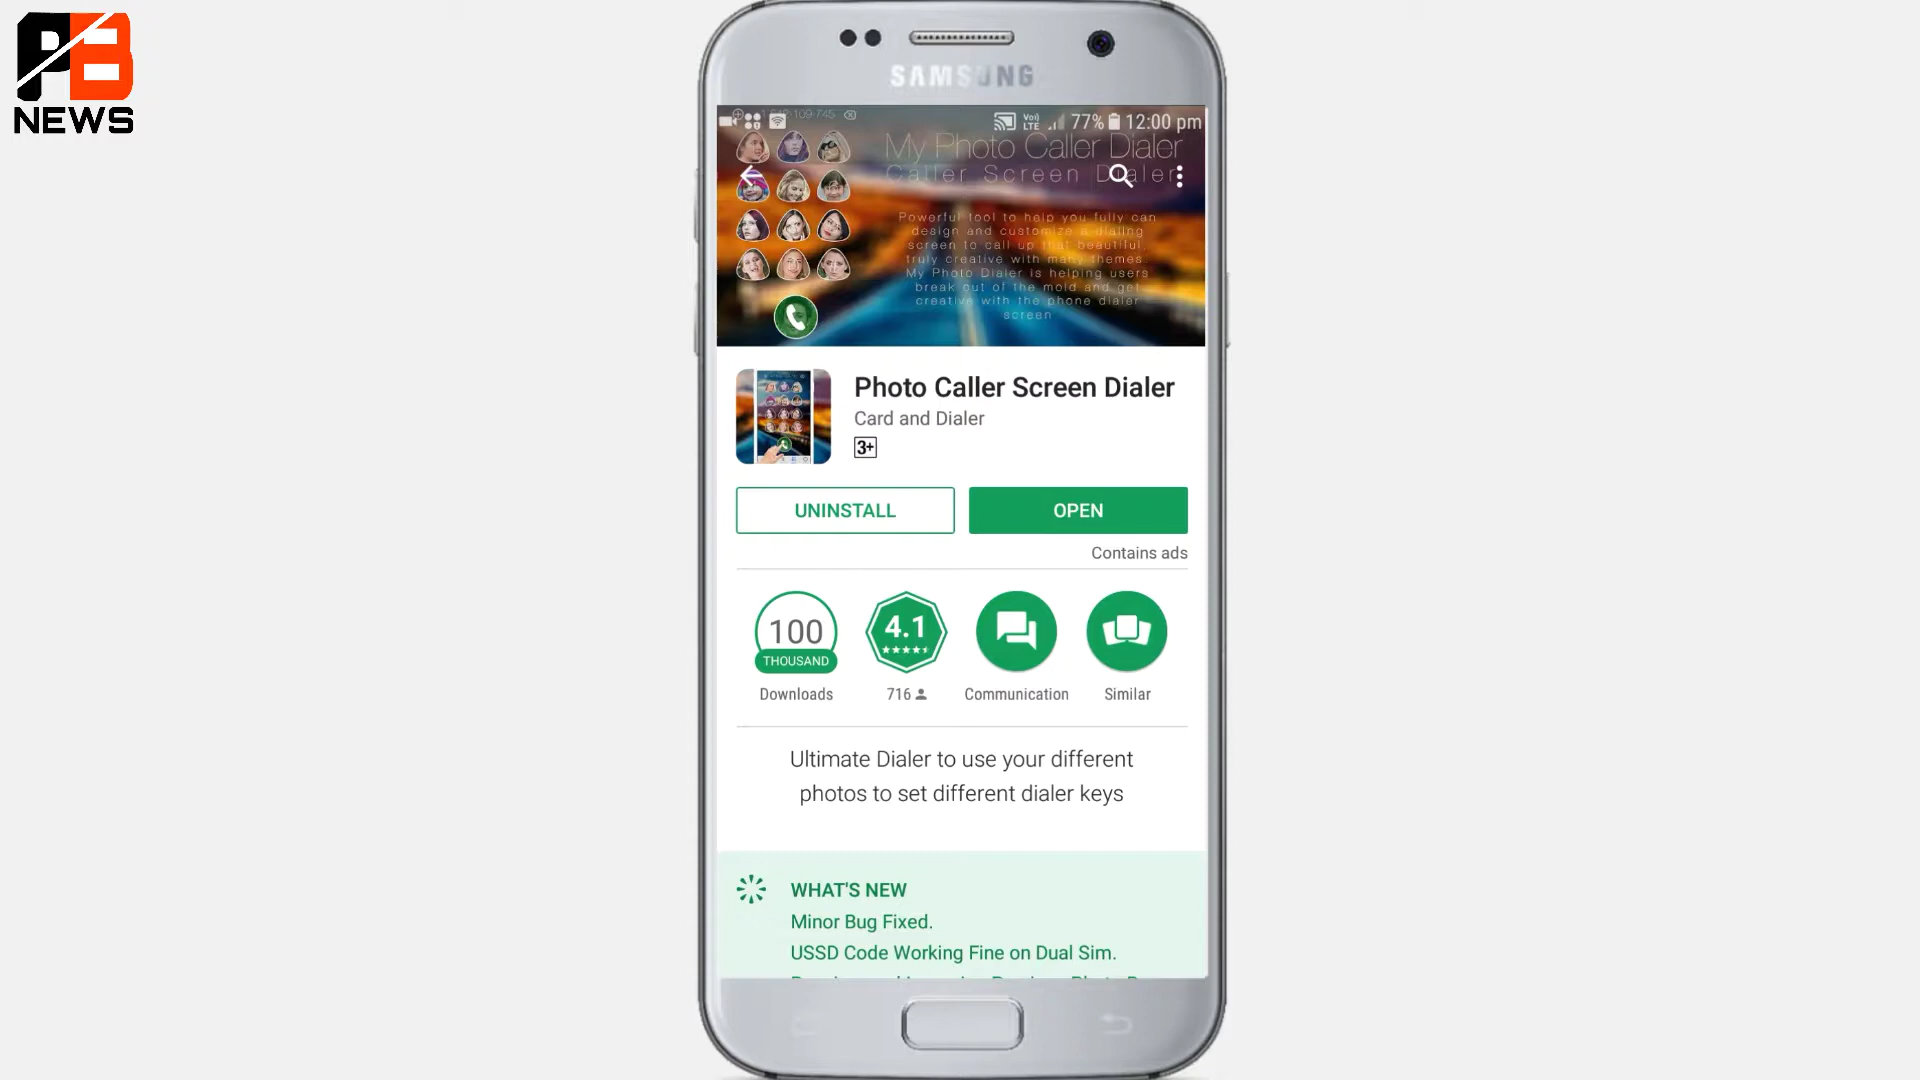 PB
NEWS
SAMSUNG
77% 12:00 pm
My Photo Caller Dialer
Caller Screen Dialer
Powerful tool to help you fully can
design and customize a dialing
screen to call up that beautiful,
truly creative with many themes
My Photo Dialer is helping users
break out of the mold and get
creative with the phone dialer
screen
Photo Caller Screen Dialer
Card and Dialer
3+
UNINSTALL
OPEN
Contains ads
100
THOUSAND
Downloads
4.1
716
Communication
Similar
Ultimate Dialer to use your different
photos to set different dialer keys
WHAT'S NEW
Minor Bug Fixed.
USSD Code Working Fine on Dual Sim.